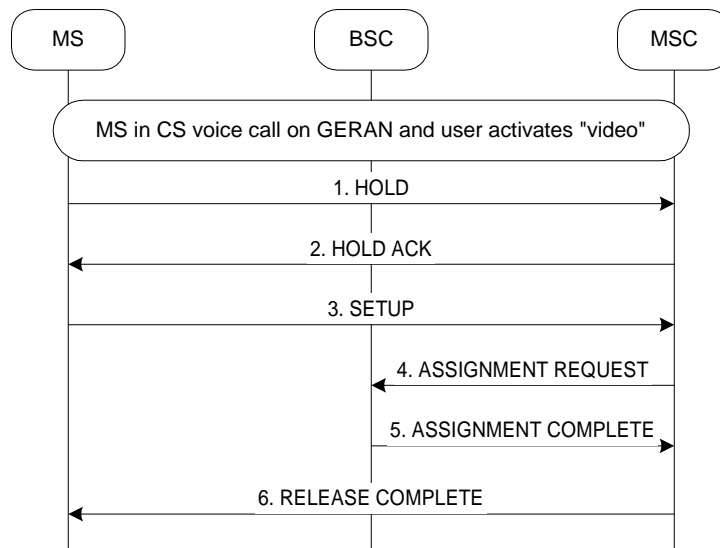 MS
BSC
MSC
MS in CS voice call on GERAN and user activates "video"
1. HOLD
2. HOLD ACK
3. SETUP
4. ASSIGNMENT REQUEST
5. ASSIGNMENT COMPLETE
6. RELEASE COMPLETE